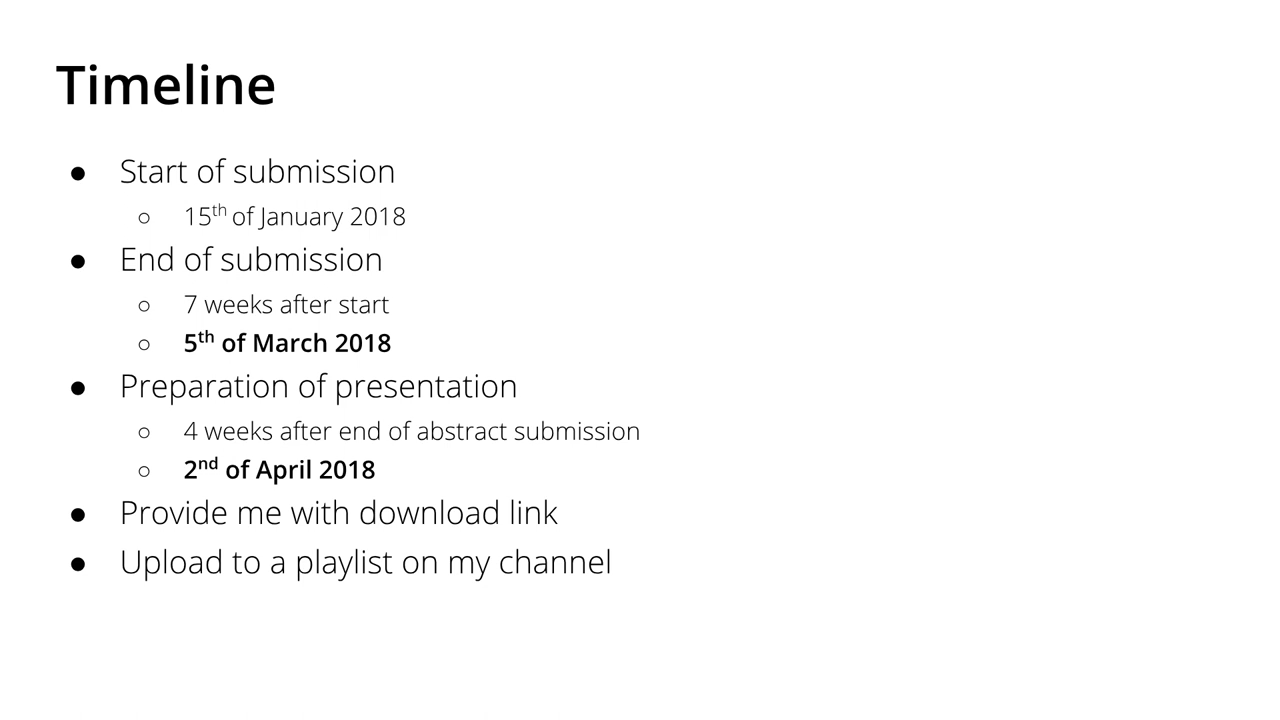 Timeline
● Start of submission
○ 15th of January 2018
● End of submission
○ 7 weeks after start
○ 5th of March 2018
● Preparation of presentation
○ 4 weeks after end of abstract submission
○ 2nd of April 2018
● Provide me with download link
● Upload to a playlist on my channel